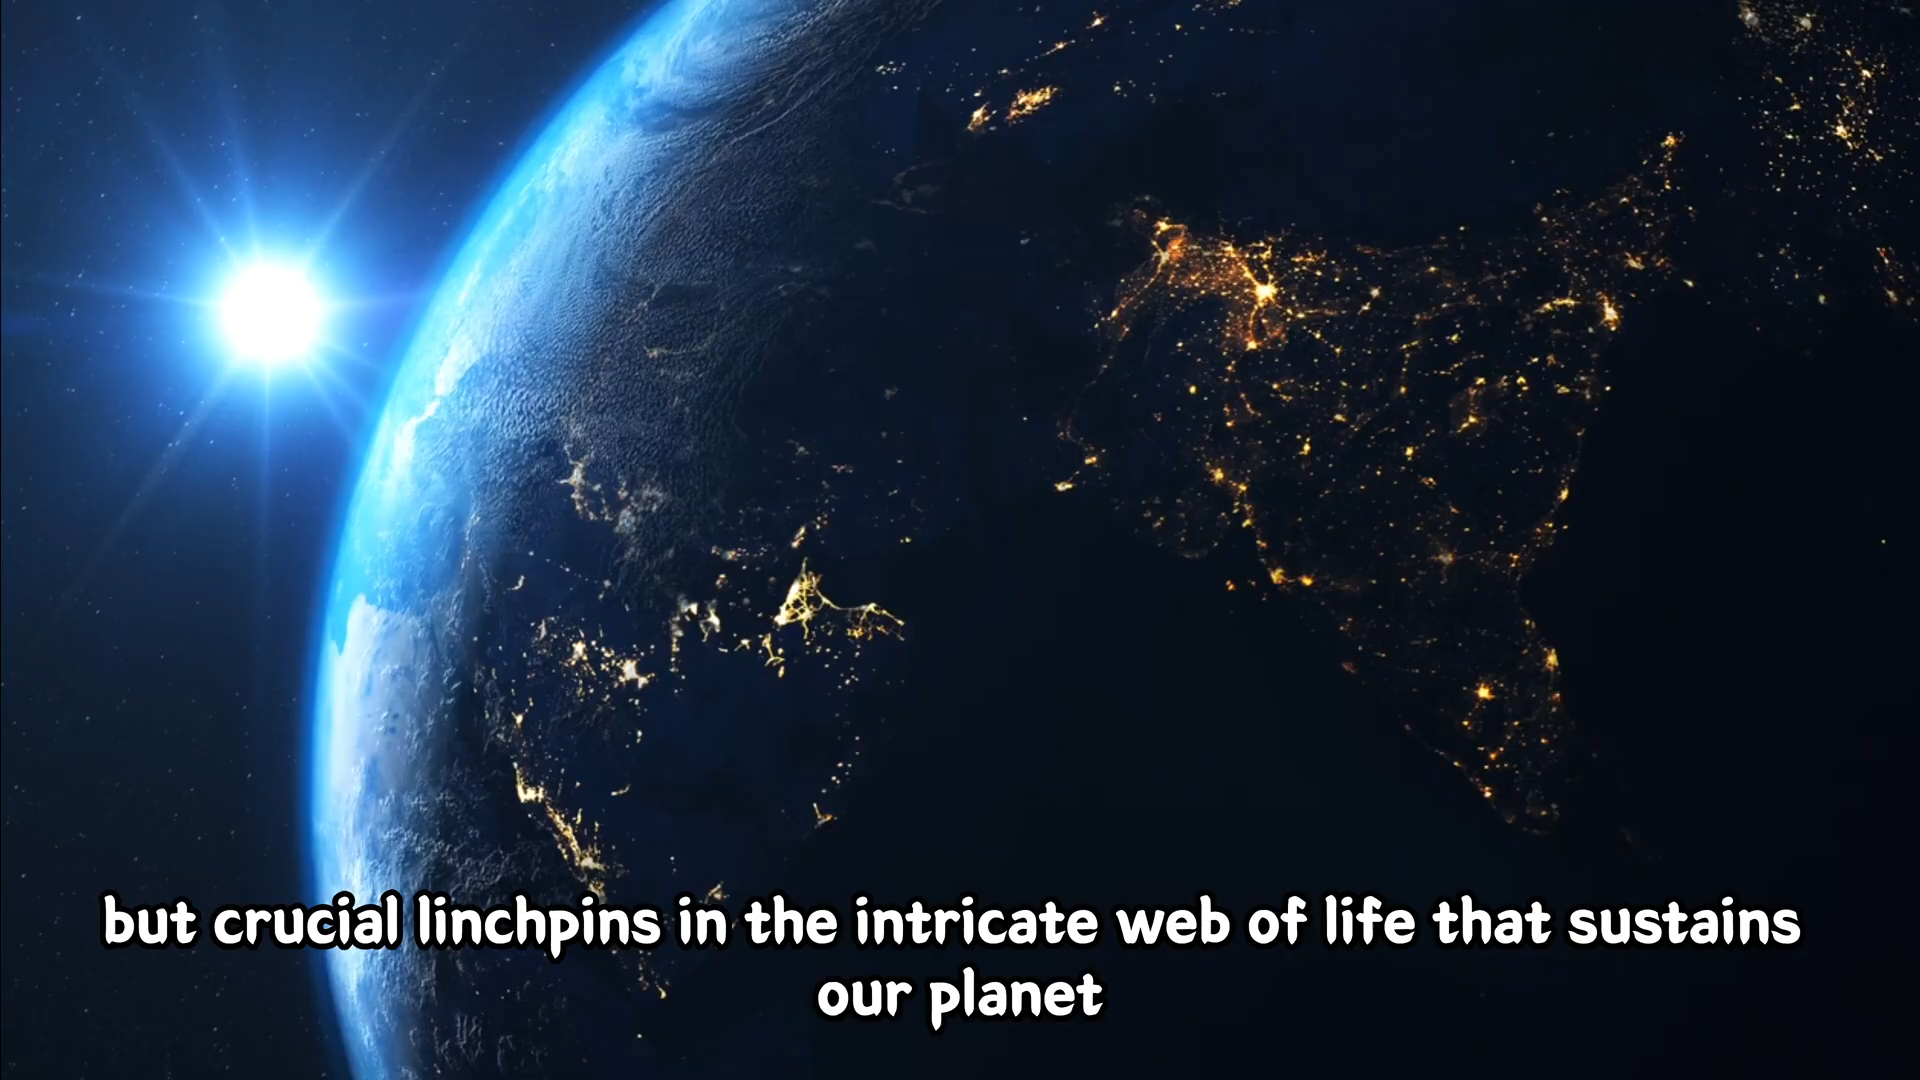 but crucial linchpins in the intricate web of life that sustains
our planet